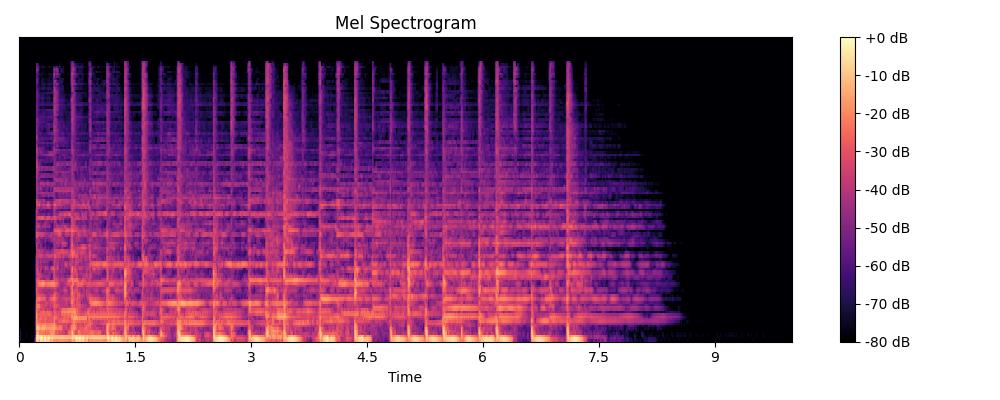 Mel Spectrogram
+0 dB
-10 dB
-20 dB
-30 dB
-40 dB
-50 dB
-60 dB
-70 dB
-80 dB
0 1.5 3 4.5 6 7.5 9
Time